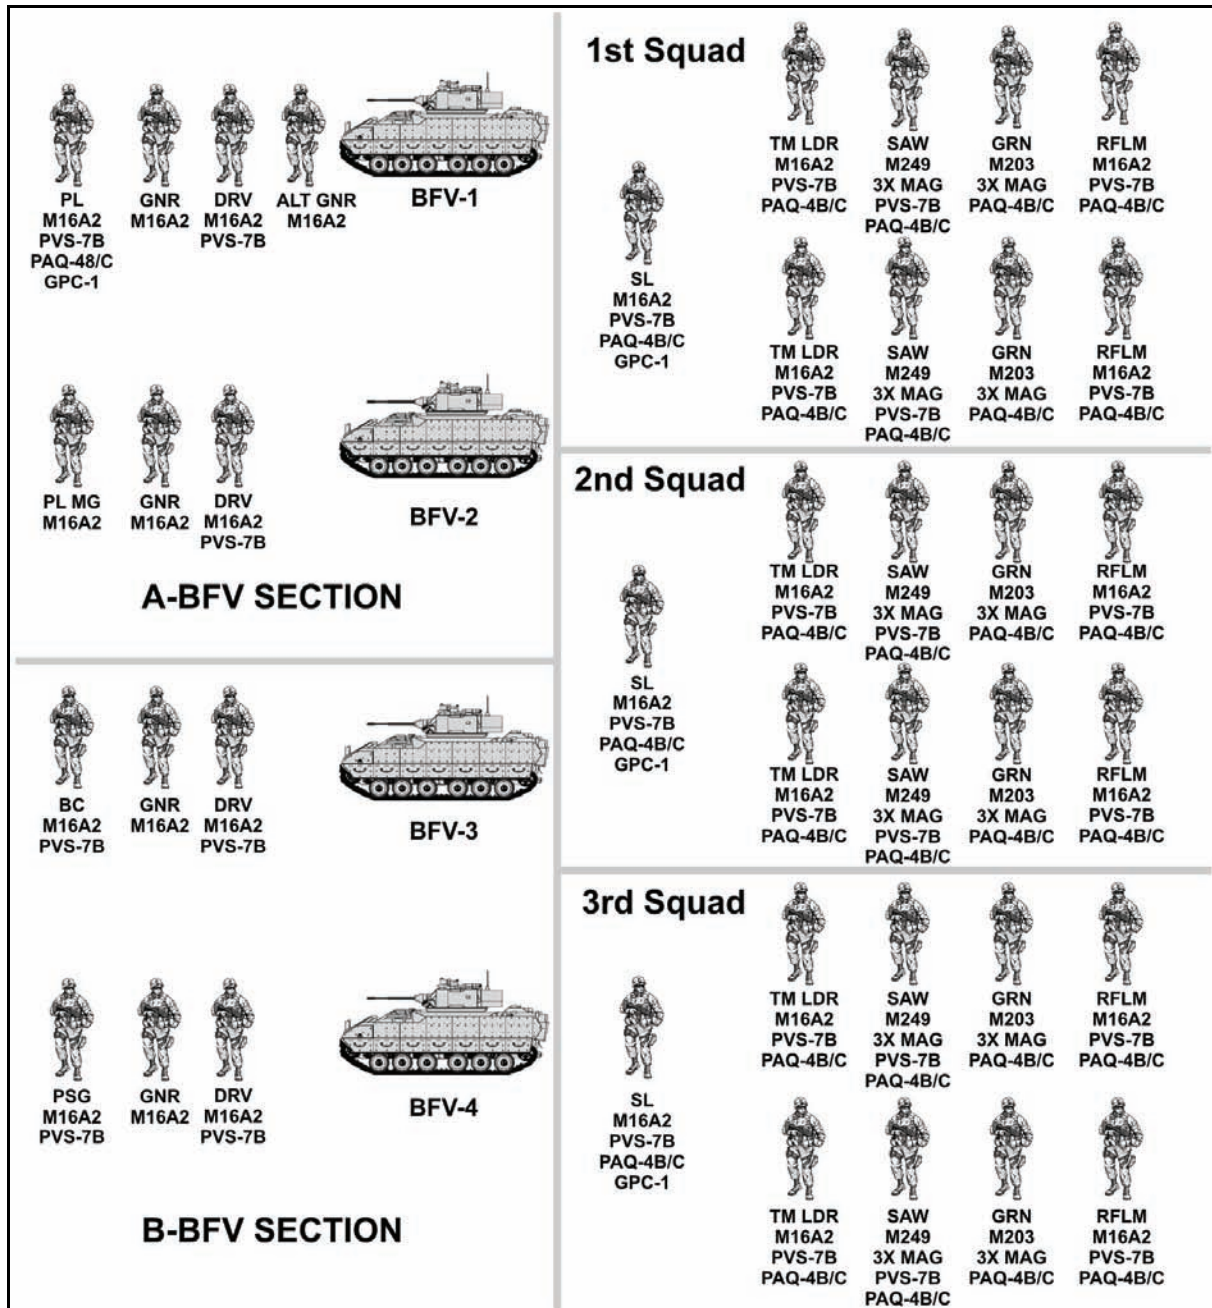 PL
M16A2
PVS-7B
PAQ-48/C
GPC-1
GNR
M16A2
DRV
M16A2
PVS-7B
ALT GNR
M16A2
BFV-1
PL MG
M16A2
GNR
M16A2
DRV
M16A2
PVS-7B
BFV-2
A-BFV SECTION
BC
M16A2
PVS-7B
GNR
M16A2
DRV
M16A2
PVS-7B
BFV-3
PSG
M16A2
PVS-7B
GNR
M16A2
DRV
M16A2
PVS-7B
BFV-4
B-BFV SECTION
1st Squad
SL
M16A2
PVS-7B
PAQ-4B/C
GPC-1
TM LDR
M16A2
PVS-7B
PAQ-4B/C
SAW
M249
3X MAG
PVS-7B
PAQ-4B/C
GRN
M203
3X MAG
PAQ-4B/C
RFLM
M16A2
PVS-7B
PAQ-4B/C
TM LDR
M16A2
PVS-7B
PAQ-4B/C
SAW
M249
3X MAG
PVS-7B
PAQ-4B/C
GRN
M203
3X MAG
PAQ-4B/C
RFLM
M16A2
PVS-7B
PAQ-4B/C
2nd Squad
SL
M16A2
PVS-7B
PAQ-4B/C
GPC-1
TM LDR
M16A2
PVS-7B
PAQ-4B/C
SAW
M249
3X MAG
PVS-7B
PAQ-4B/C
GRN
M203
3X MAG
PAQ-4B/C
RFLM
M16A2
PVS-7B
PAQ-4B/C
TM LDR
M16A2
PVS-7B
PAQ-4B/C
SAW
M249
3X MAG
PVS-7B
PAQ-4B/C
GRN
M203
3X MAG
PAQ-4B/C
RFLM
M16A2
PVS-7B
PAQ-4B/C
3rd Squad
SL
M16A2
PVS-7B
PAQ-4B/C
GPC-1
TM LDR
M16A2
PVS-7B
PAQ-4B/C
SAW
M249
3X MAG
PVS-7B
PAQ-4B/C
GRN
M203
3X MAG
PAQ-4B/C
RFLM
M16A2
PVS-7B
PAQ-4B/C
TM LDR
M16A2
PVS-7B
PAQ-4B/C
SAW
M249
3X MAG
PVS-7B
PAQ-4B/C
GRN
M203
3X MAG
PAQ-4B/C
RFLM
M16A2
PVS-7B
PAQ-4B/C